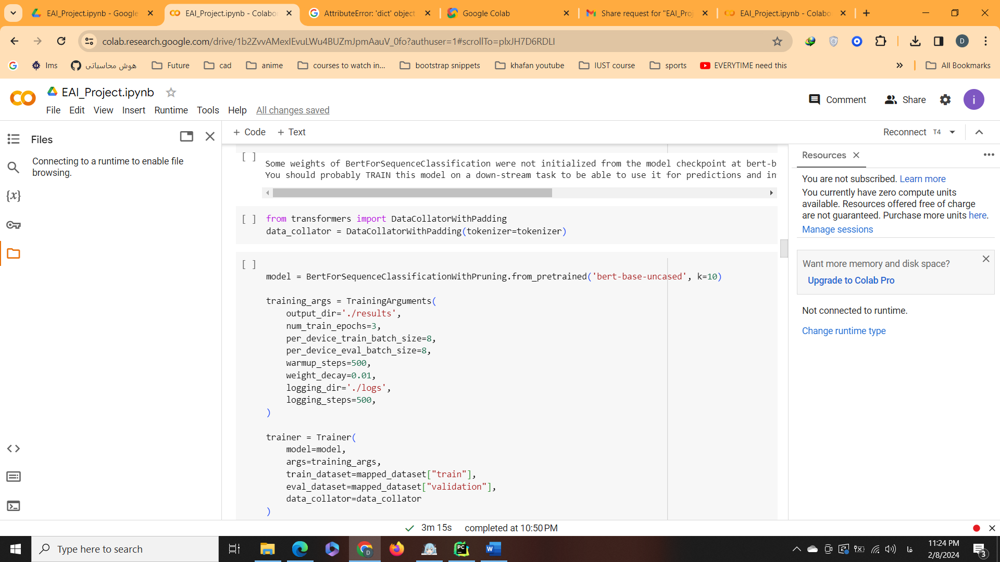 EAI_Project.ipynb - Google
EAI_Project.ipynb - Colabo
AttributeError: 'dict' object
Google Colab
Share request for "EAI_Proj
EAI_Project.ipynb - Colabo
colab.research.google.com/drive/1b2ZvvAMexIEvuLWu4BUZmJpmAauV_0fo?authuser=1#scrollTo=plxJH7D6RDLI
D
lms
هوش محاسباتی
Future
cad
anime
courses to watch in...
bootstrap snippets
khafan youtube
IUST course
sports
EVERYTIME need this
All Bookmarks
EAI_Project.ipynb
Comment
Share
i
File Edit View Insert Runtime Tools Help All changes saved
Files
Connecting to a runtime to enable file
browsing.
+ Code + Text
Reconnect T4
[ ]
Some weights of BertForSequenceClassification were not initialized from the model checkpoint at bert-b
You should probably TRAIN this model on a down-stream task to be able to use it for predictions and in
[ ] from transformers import DataCollatorWithPadding
data_collator = DataCollatorWithPadding(tokenizer=tokenizer)
[ ]
model = BertForSequenceClassificationWithPruning.from_pretrained('bert-base-uncased', k=10)
training_args = TrainingArguments(
output_dir='./results',
num_train_epochs=3,
per_device_train_batch_size=8,
per_device_eval_batch_size=8,
warmup_steps=500,
weight_decay=0.01,
logging_dir='./logs',
logging_steps=500,
)
trainer = Trainer(
model=model,
args=training_args,
train_dataset=mapped_dataset["train"],
eval_dataset=mapped_dataset["validation"],
data_collator=data_collator
)
Resources
You are not subscribed. Learn more
You currently have zero compute units
available. Resources offered free of charge
are not guaranteed. Purchase more units here.
Manage sessions
Want more memory and disk space?
Upgrade to Colab Pro
Not connected to runtime.
Change runtime type
3m 15s completed at 10:50 PM
Type here to search
فا
11:24 PM
2/8/2024
3